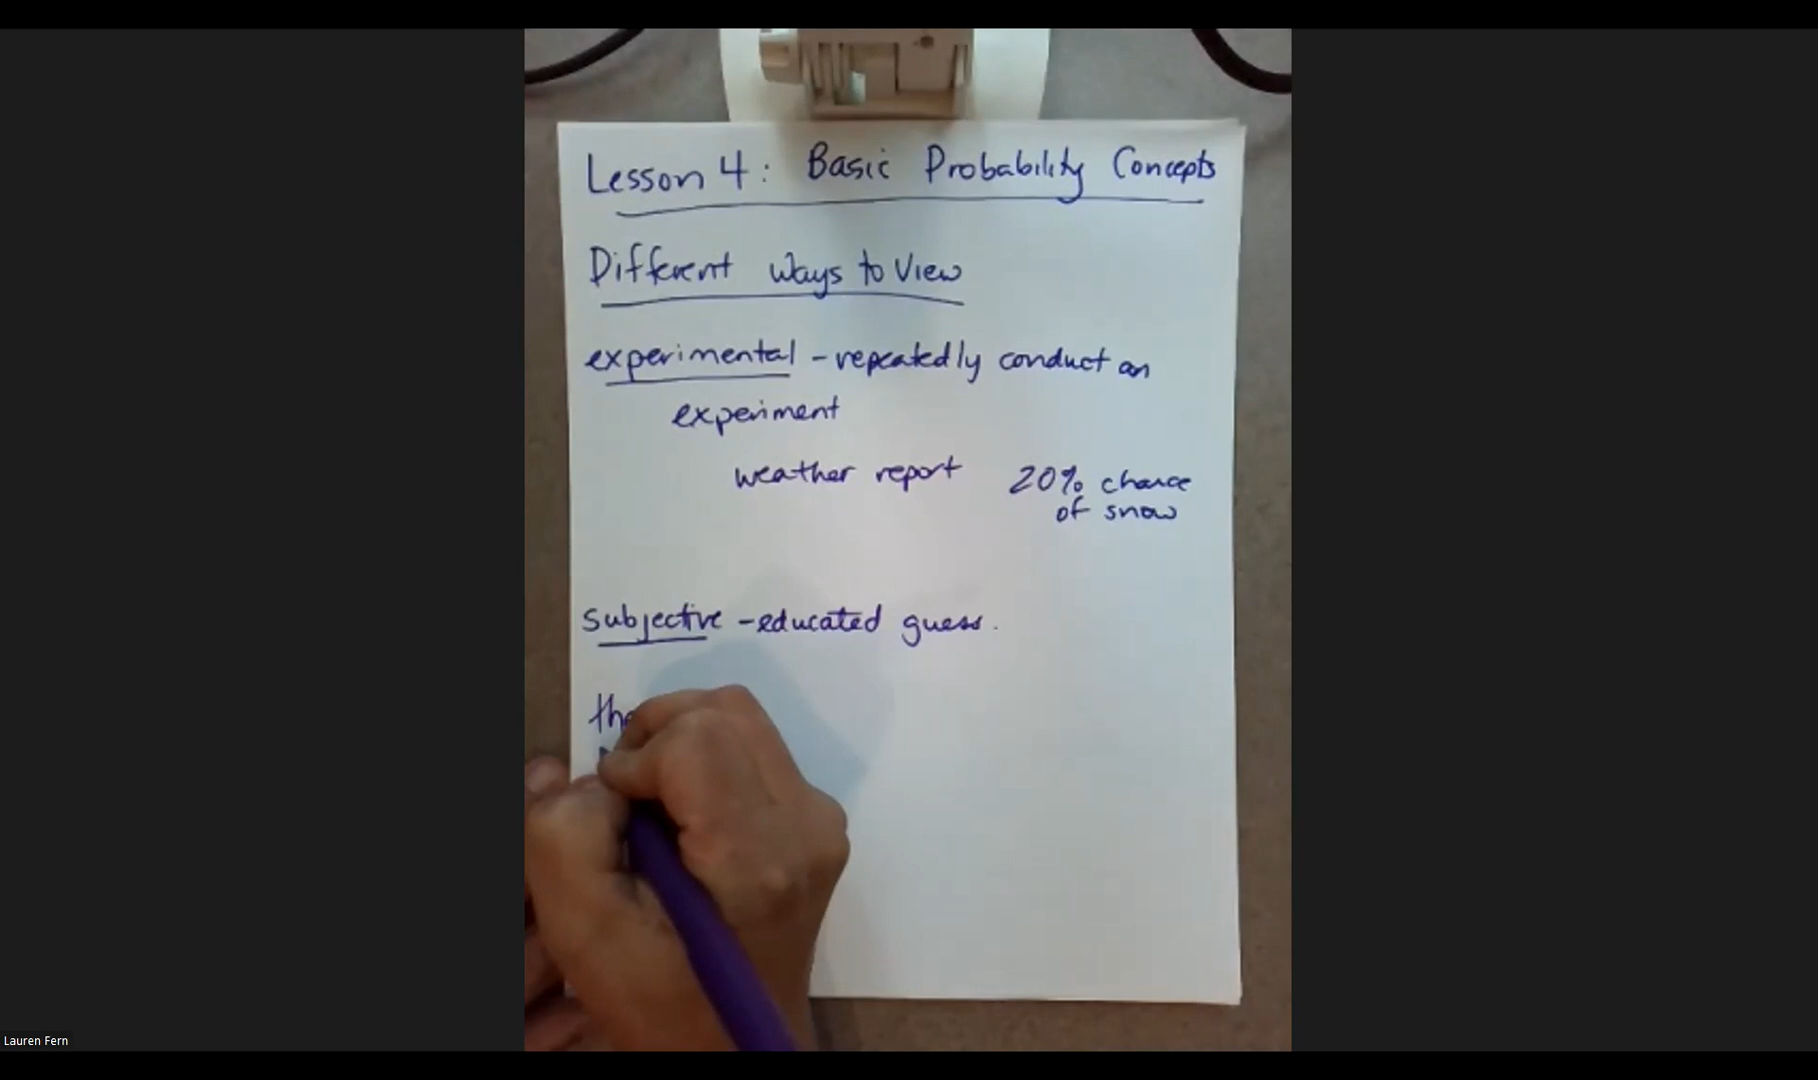 Lesson 4: Basic Probability Concepts
Different Ways to View
experimental - repeatedly conduct an
experiment
weather report 20% chance
of snow
subjective - educated guess.
Lauren Fern